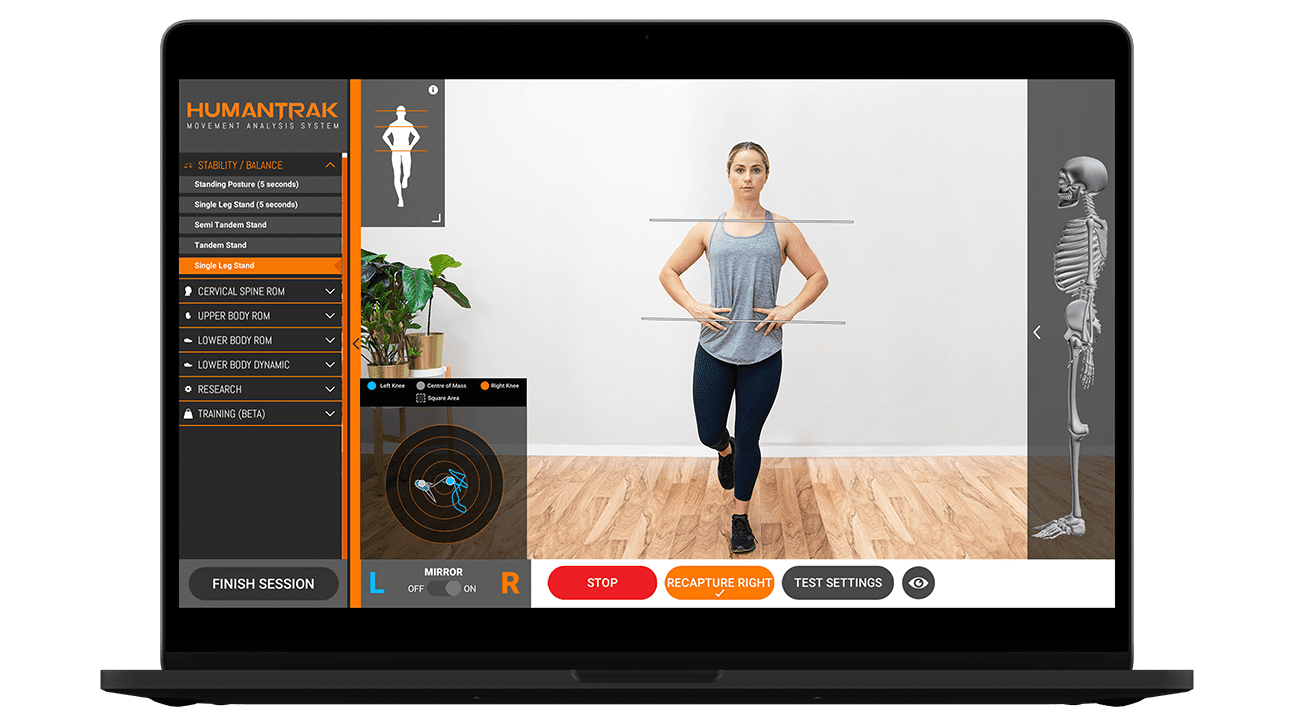 HUMANTRAK
MOVEMENT ANALYSIS SYSTEM
STABILITY / BALANCE
Standing Posture (5 seconds)
Single Leg Stand (5 seconds)
Semi Tandem Stand
Tandem Stand
Single Leg Stand
CERVICAL SPINE ROM
UPPER BODY ROM
LOWER BODY ROM
LOWER BODY DYNAMIC
RESEARCH
TRAINING (BETA)
FINISH SESSION
i
Left Knee Centre of Mass Right Knee
Square Area
L MIRROR R
OFF ON
STOP RECAPTURE RIGHT TEST SETTINGS